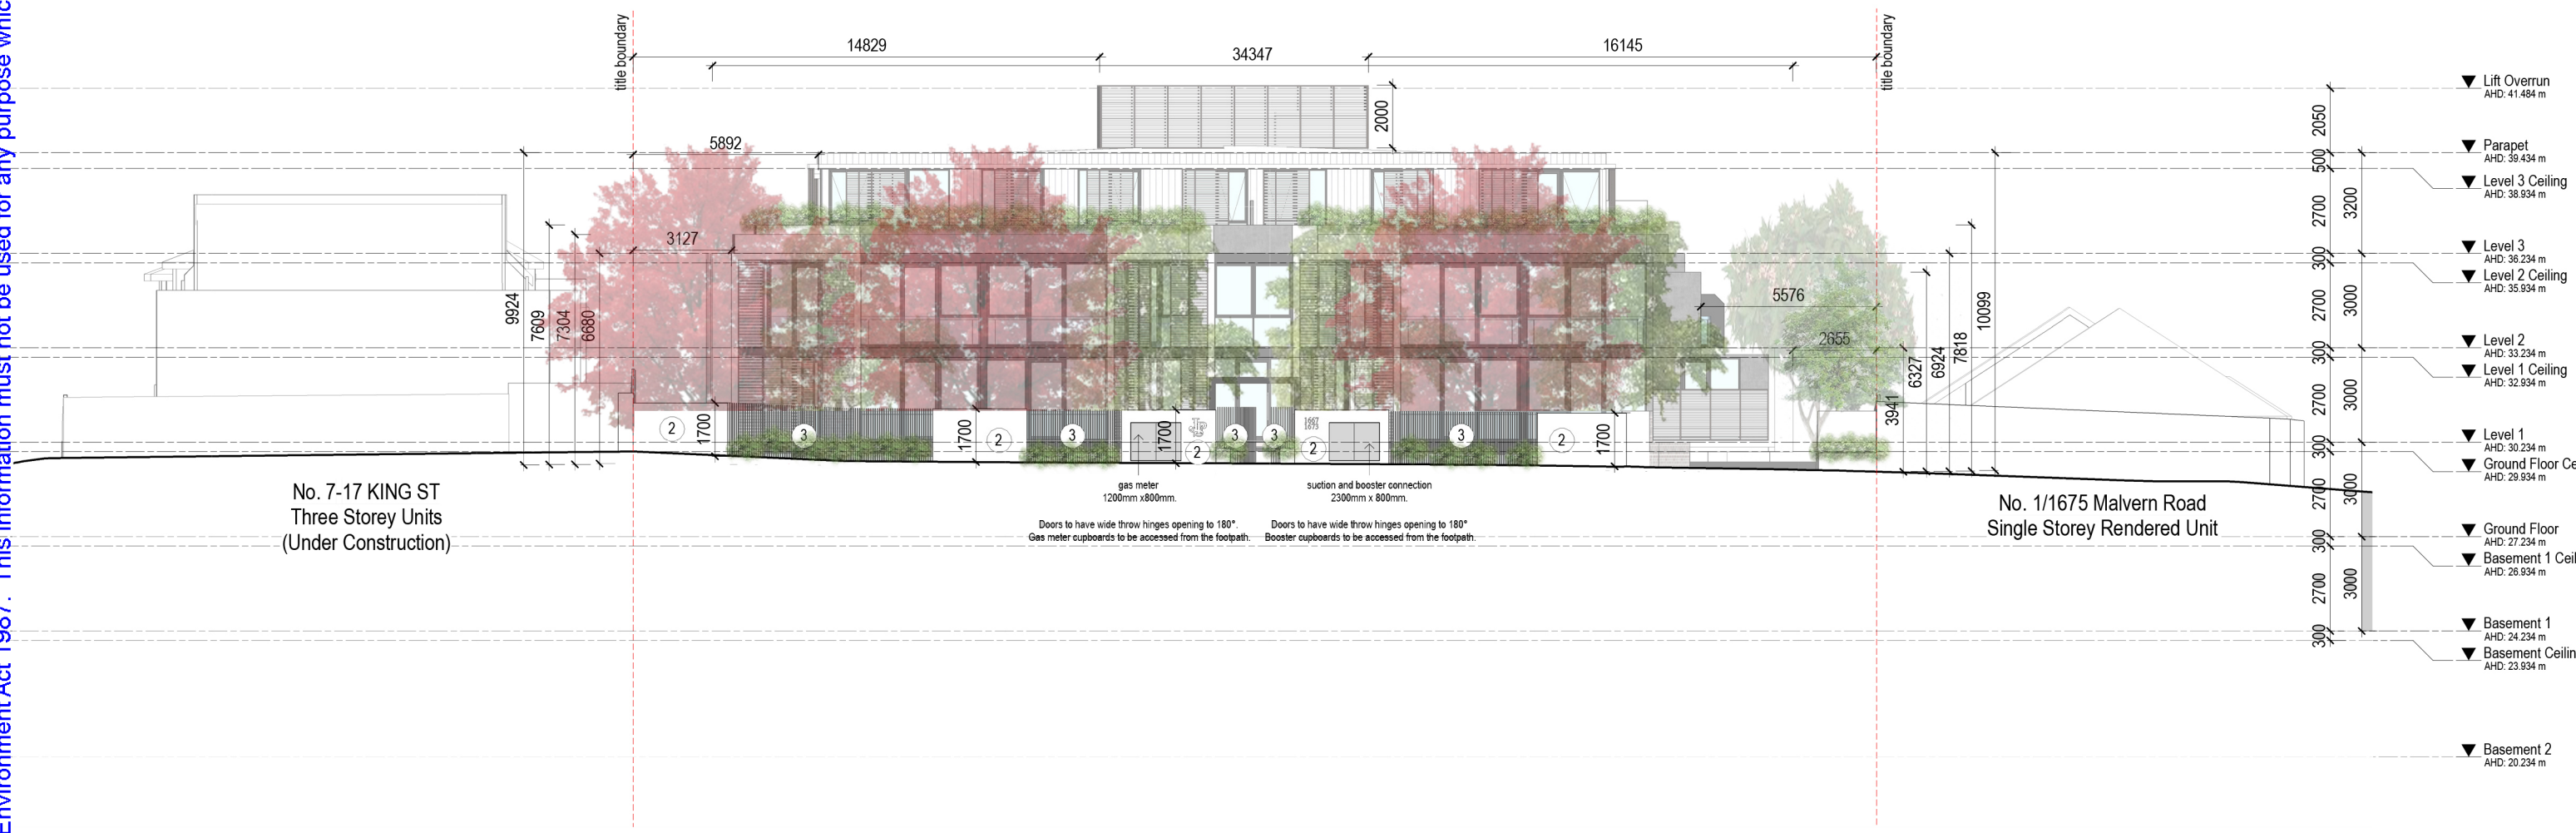 Environment Act 1987. This information must not be used for any purpose whic
title boundary
title boundary
14829
34347
16145
5892
3127
2000
9924
7609
7304
6680
5576
2655
3941
6327
6924
7818
10099
2
1700
3
1700
2
3
1700
2
3
3
1667
1673
2
3
2
1700
gas meter
1200mm x800mm.
Doors to have wide throw hinges opening to 180°.
Gas meter cupboards to be accessed from the footpath.
suction and booster connection
2300mm x 800mm.
Doors to have wide throw hinges opening to 180°
Booster cupboards to be accessed from the footpath.
No. 7-17 KING ST
Three Storey Units
(Under Construction)
No. 1/1675 Malvern Road
Single Storey Rendered Unit
2050
500
2700
300
2700
300
2700
300
2700
300
2700
300
3200
3000
3000
3000
3000
Lift Overrun
AHD: 41.484 m
Parapet
AHD: 39.434 m
Level 3 Ceiling
AHD: 38.934 m
Level 3
AHD: 36.234 m
Level 2 Ceiling
AHD: 35.934 m
Level 2
AHD: 33.234 m
Level 1 Ceiling
AHD: 32.934 m
Level 1
AHD: 30.234 m
Ground Floor Ce
AHD: 29.934 m
Ground Floor
AHD: 27.234 m
Basement 1 Ceil
AHD: 26.934 m
Basement 1
AHD: 24.234 m
Basement Ceilin
AHD: 23.934 m
Basement 2
AHD: 20.234 m